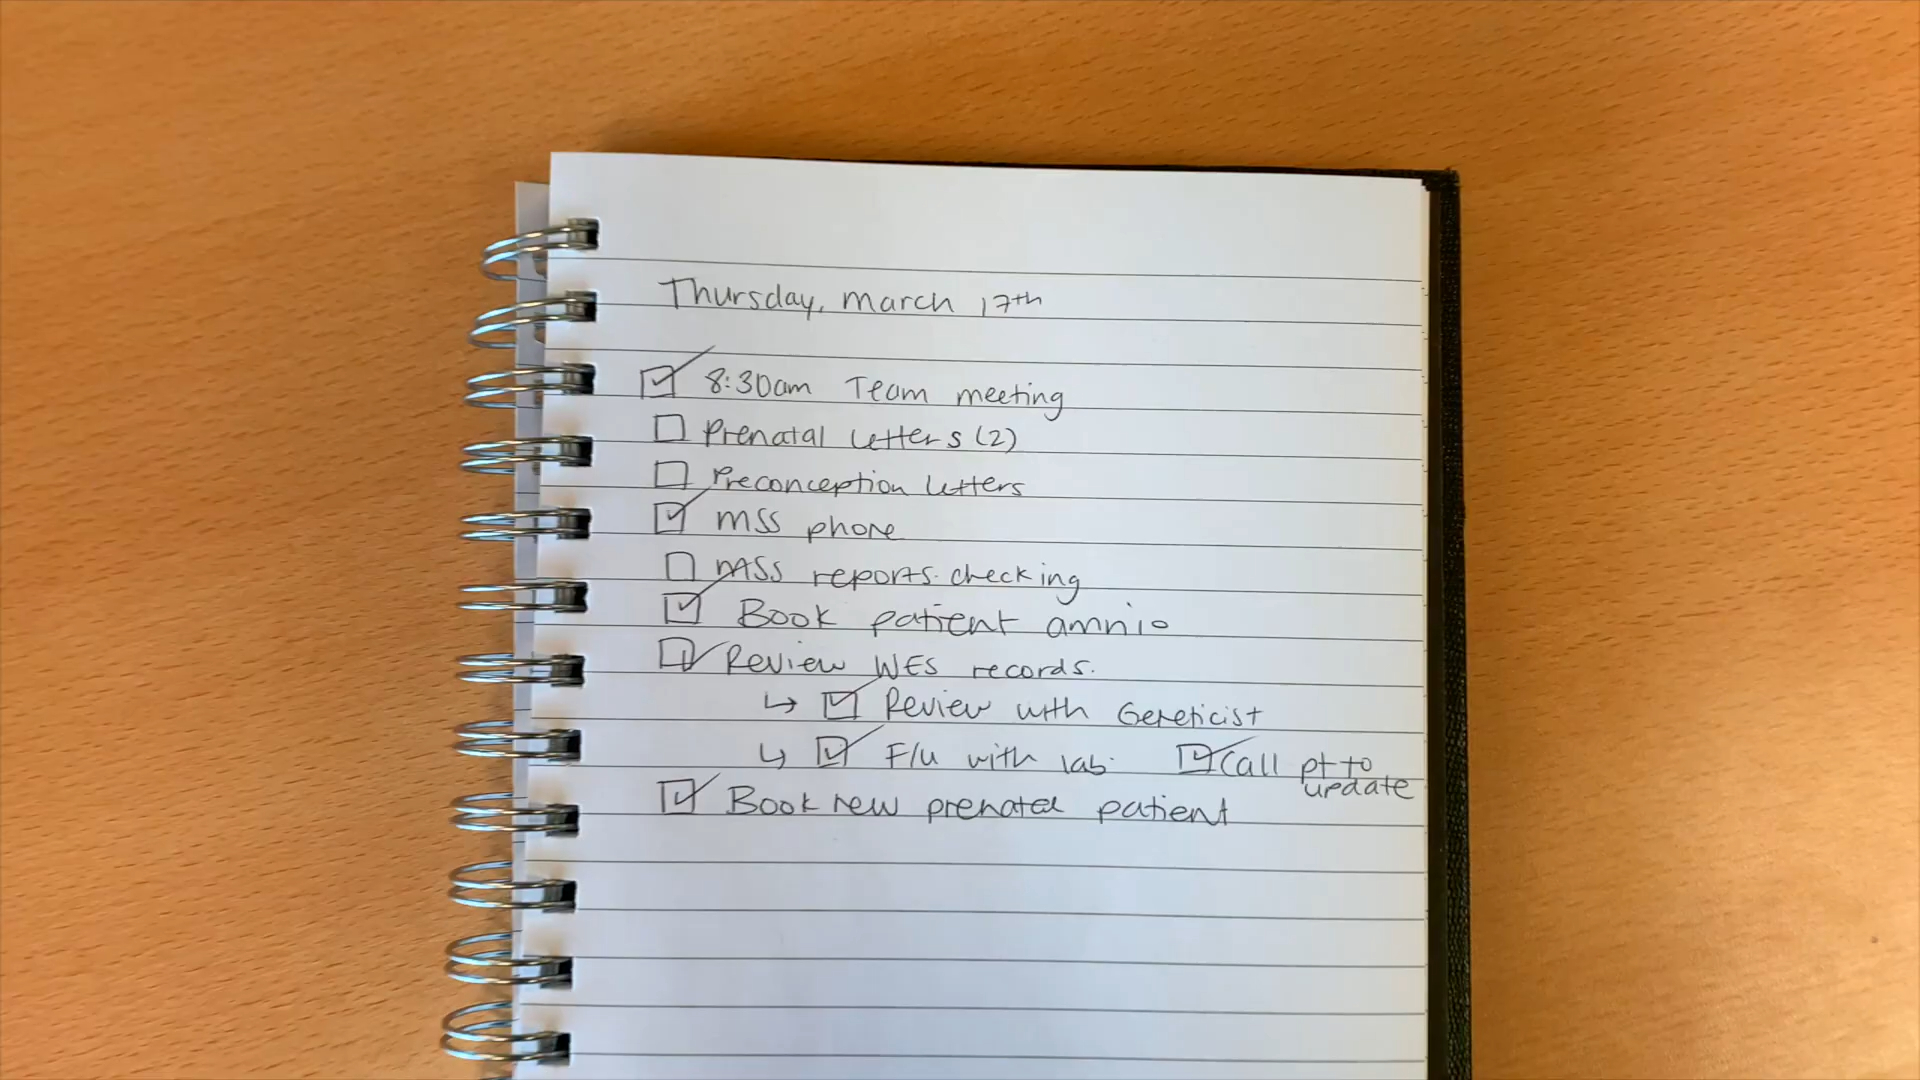 Thursday, march 17th
☑ 8:30am Team meeting
☐ Prenatal letters (2)
☐ Preconception letters
☑ MSS phone
☐ MSS reports checking
☑ Book patient amnio
☑ Review WES records.
↳ ☑ Review with Geneticist
↳ ☑ F/u with lab. ☑ Call pt to
update
☑ Book new prenatal patient